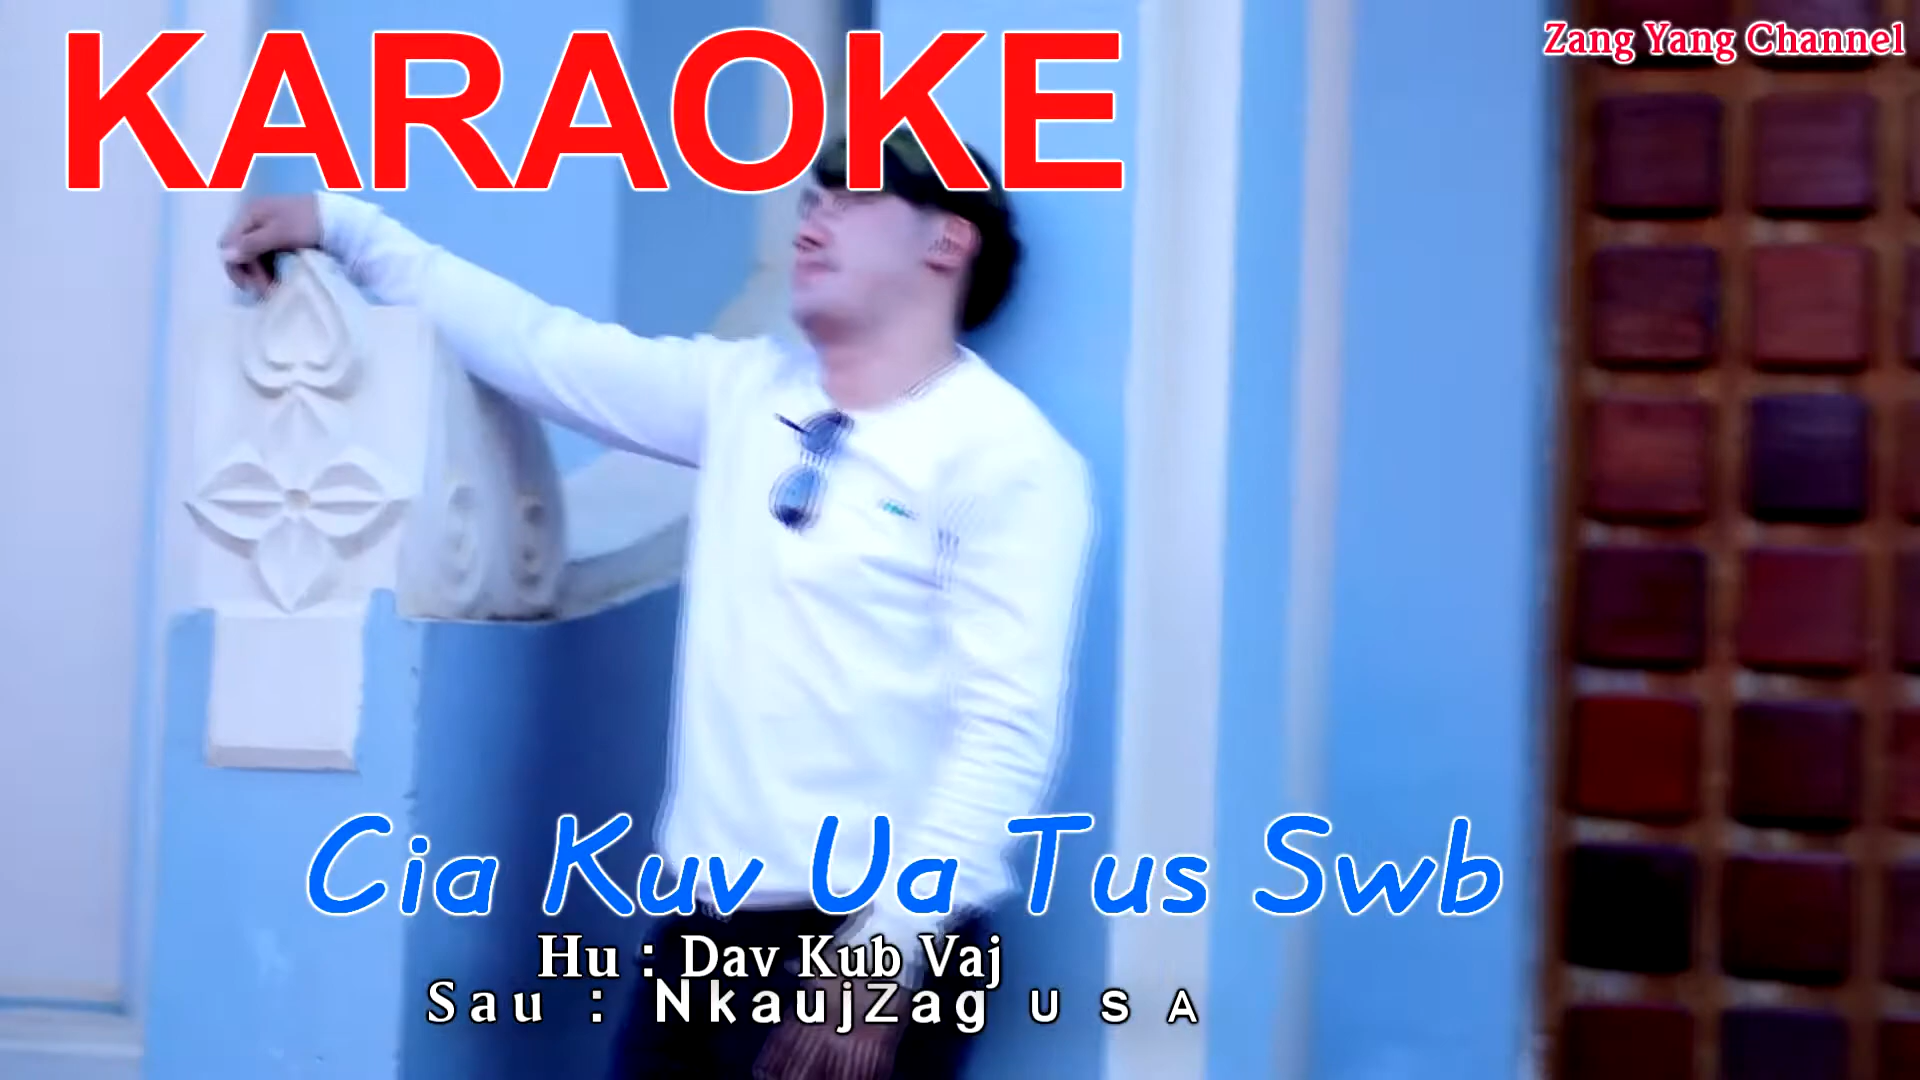 KARAOKE
Zang Yang Channel
Cia Kuv Ua Tus Swb
Hu : Dav Kub Vaj
Sau : NkaujZag USA